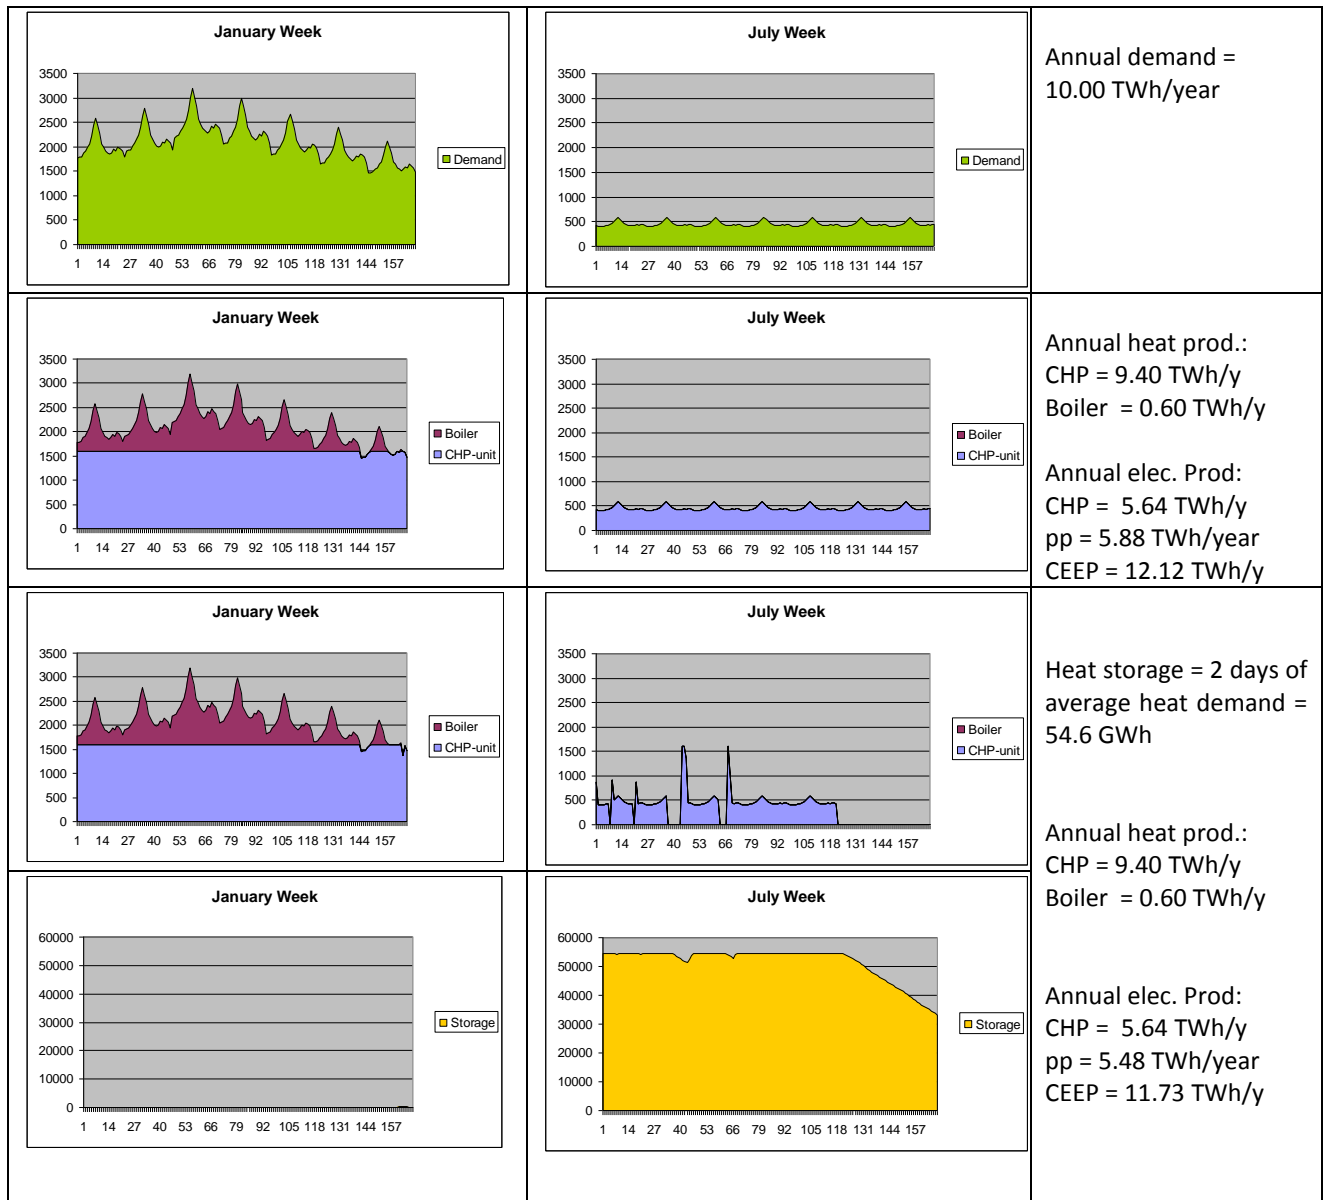 January Week
3500
3000
2500
2000
1500
1000
500
0
1 14 27 40 53 66 79 92 105 118 131 144 157
Demand
July Week
3500
3000
2500
2000
1500
1000
500
0
1 14 27 40 53 66 79 92 105 118 131 144 157
Demand
Annual demand =
10.00 TWh/year
January Week
3500
3000
2500
2000
1500
1000
500
0
1 14 27 40 53 66 79 92 105 118 131 144 157
Boiler
CHP-unit
July Week
3500
3000
2500
2000
1500
1000
500
0
1 14 27 40 53 66 79 92 105 118 131 144 157
Boiler
CHP-unit
Annual heat prod.:
CHP = 9.40 TWh/y
Boiler = 0.60 TWh/y
Annual elec. Prod:
CHP = 5.64 TWh/y
pp = 5.88 TWh/year
CEEP = 12.12 TWh/y
January Week
3500
3000
2500
2000
1500
1000
500
0
1 14 27 40 53 66 79 92 105 118 131 144 157
Boiler
CHP-unit
July Week
3500
3000
2500
2000
1500
1000
500
0
1 14 27 40 53 66 79 92 105 118 131 144 157
Boiler
CHP-unit
Heat storage = 2 days of
average heat demand =
54.6 GWh
Annual heat prod.:
CHP = 9.40 TWh/y
Boiler = 0.60 TWh/y
Annual elec. Prod:
CHP = 5.64 TWh/y
pp = 5.48 TWh/year
CEEP = 11.73 TWh/y
January Week
60000
50000
40000
30000
20000
10000
0
1 14 27 40 53 66 79 92 105 118 131 144 157
Storage
July Week
60000
50000
40000
30000
20000
10000
0
1 14 27 40 53 66 79 92 105 118 131 144 157
Storage